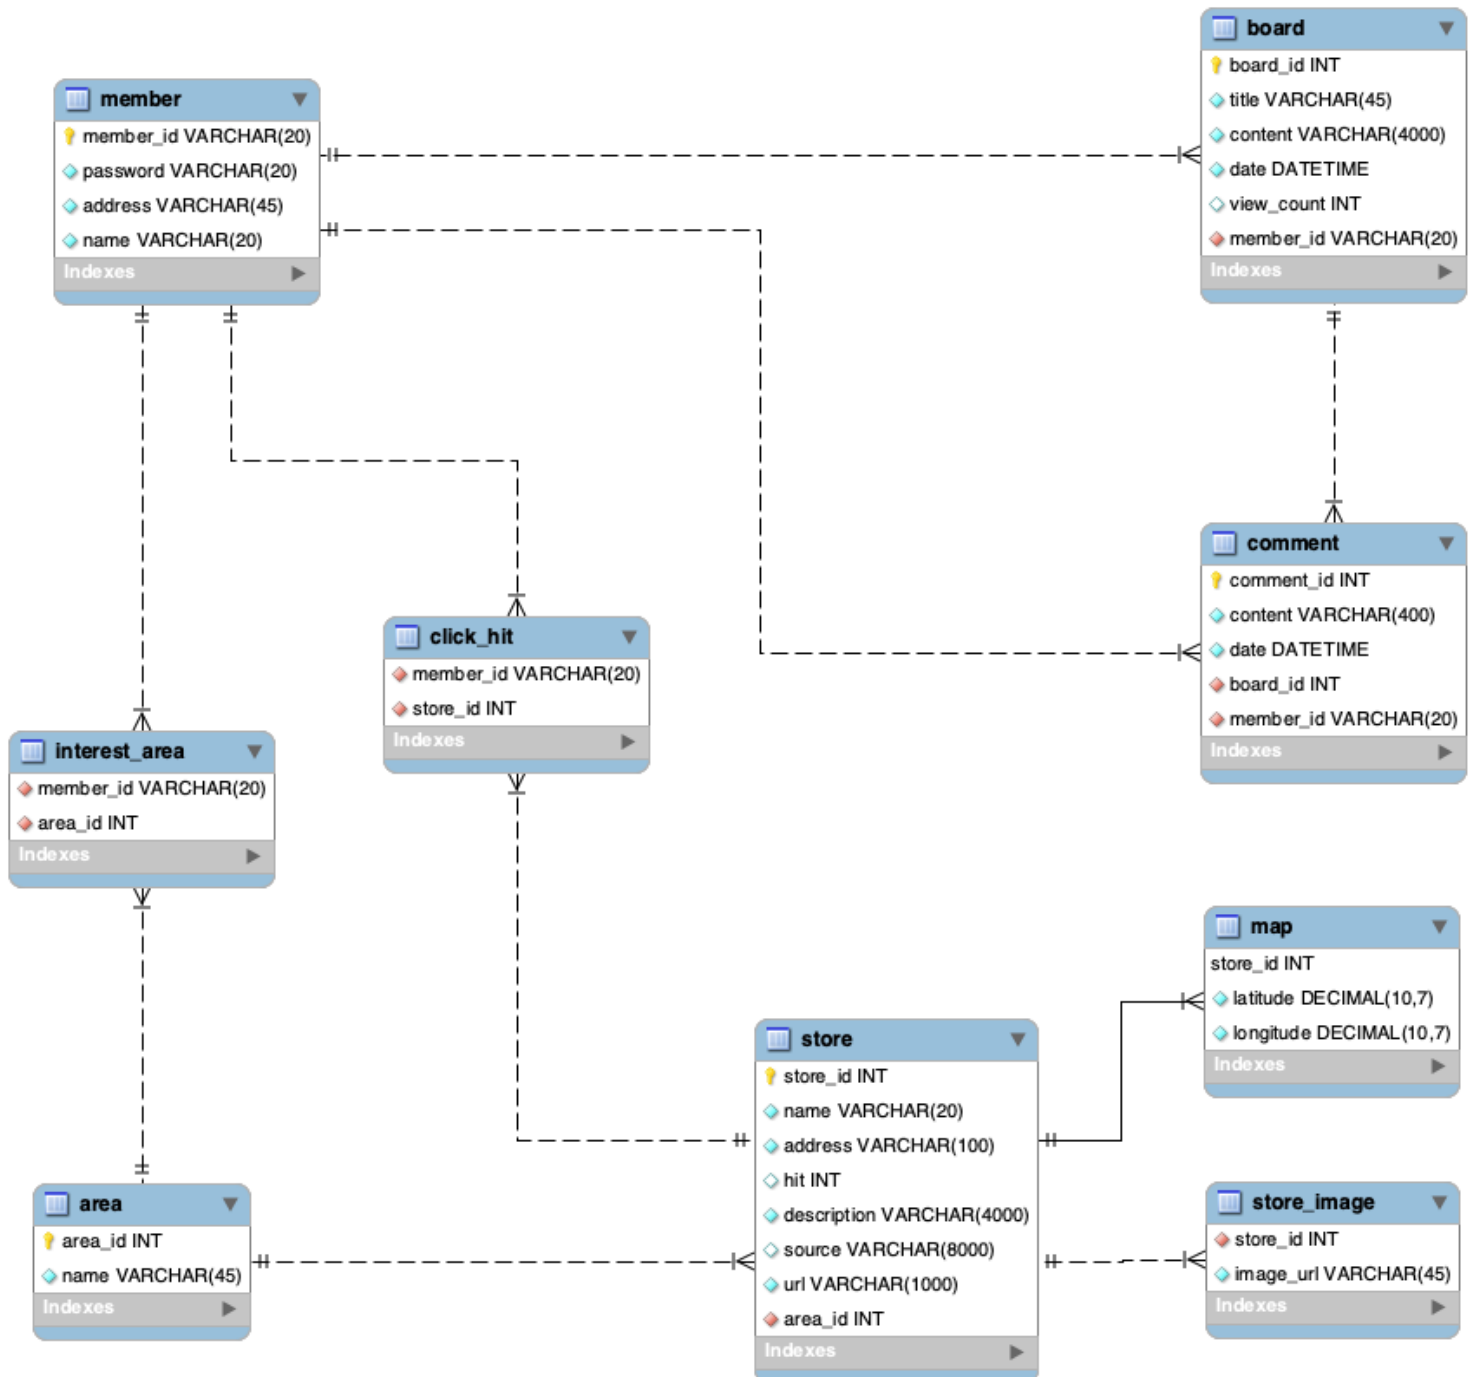 member
member_id VARCHAR(20)
password VARCHAR(20)
address VARCHAR(45)
name VARCHAR(20)
Indexes
board
board_id INT
title VARCHAR(45)
content VARCHAR(4000)
date DATETIME
view_count INT
member_id VARCHAR(20)
Indexes
click_hit
member_id VARCHAR(20)
store_id INT
Indexes
comment
comment_id INT
content VARCHAR(400)
date DATETIME
board_id INT
member_id VARCHAR(20)
Indexes
interest_area
member_id VARCHAR(20)
area_id INT
Indexes
map
store_id INT
latitude DECIMAL(10,7)
longitude DECIMAL(10,7)
Indexes
store
store_id INT
name VARCHAR(20)
address VARCHAR(100)
hit INT
description VARCHAR(4000)
source VARCHAR(8000)
url VARCHAR(1000)
area_id INT
Indexes
area
area_id INT
name VARCHAR(45)
Indexes
store_image
store_id INT
image_url VARCHAR(45)
Indexes